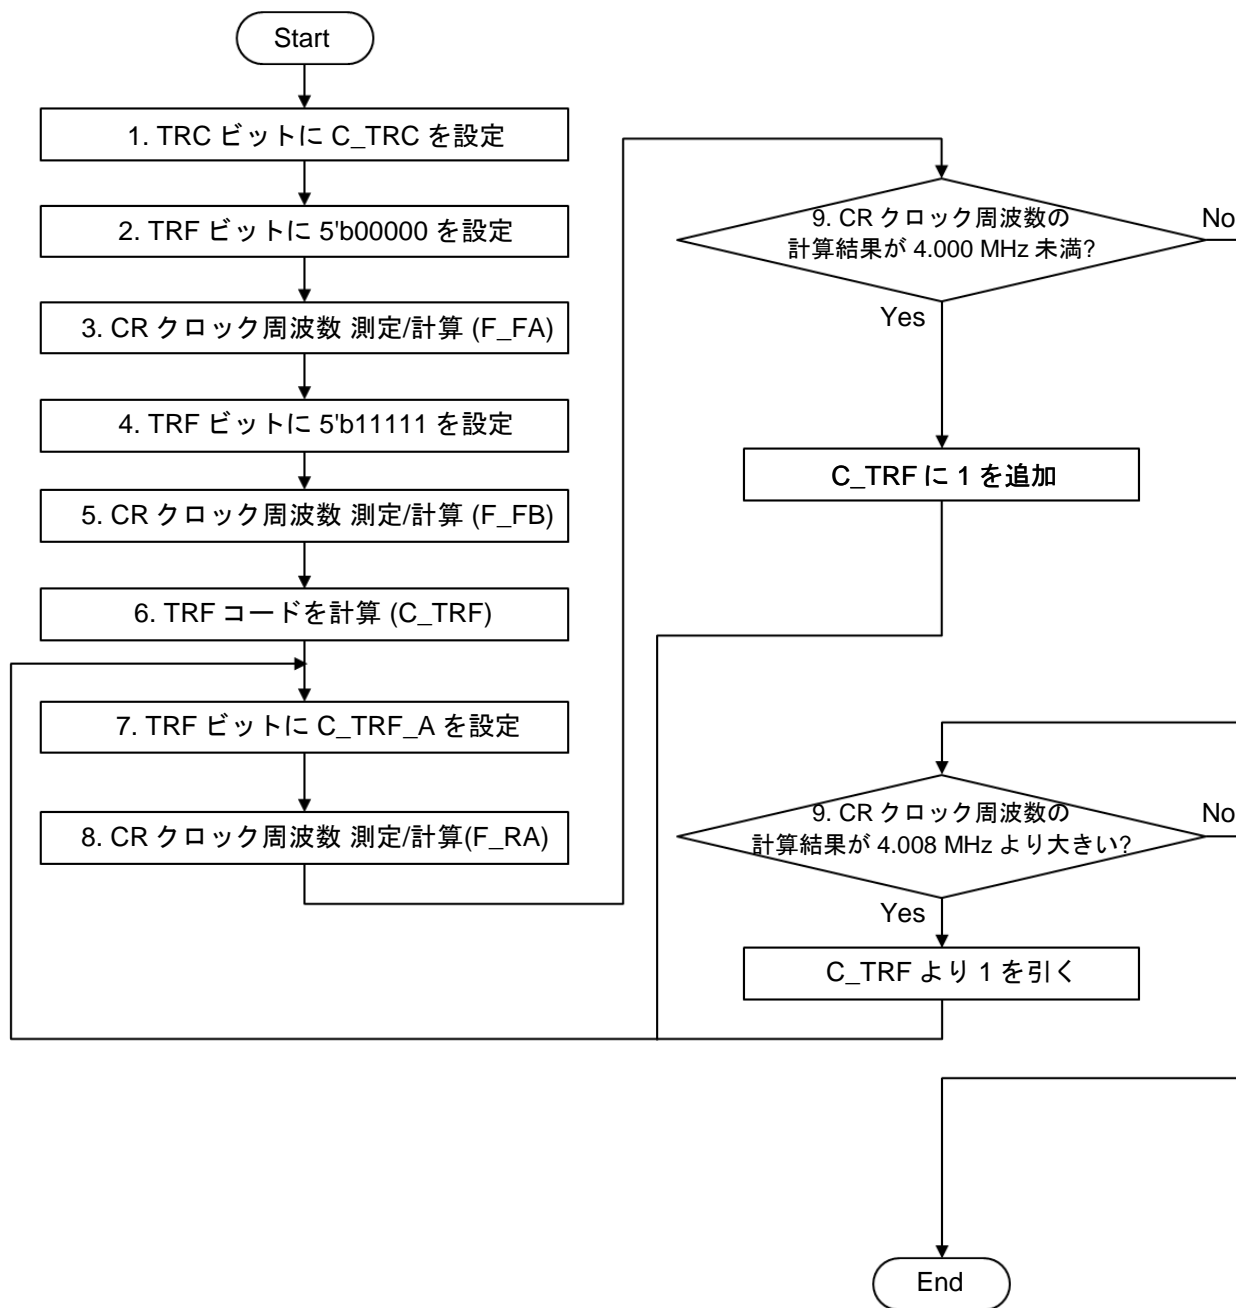 Start
1. TRC ビットに C_TRC を設定
2. TRF ビットに 5'b00000 を設定
3. CR クロック周波数 測定/計算 (F_FA)
4. TRF ビットに 5'b11111 を設定
5. CR クロック周波数 測定/計算 (F_FB)
6. TRF コードを計算 (C_TRF)
7. TRF ビットに C_TRF_A を設定
8. CR クロック周波数 測定/計算(F_RA)
9. CR クロック周波数の
計算結果が 4.000 MHz 未満?
No
Yes
C_TRF に 1 を追加
9. CR クロック周波数の
計算結果が 4.008 MHz より大きい?
No
Yes
C_TRF より 1 を引く
End